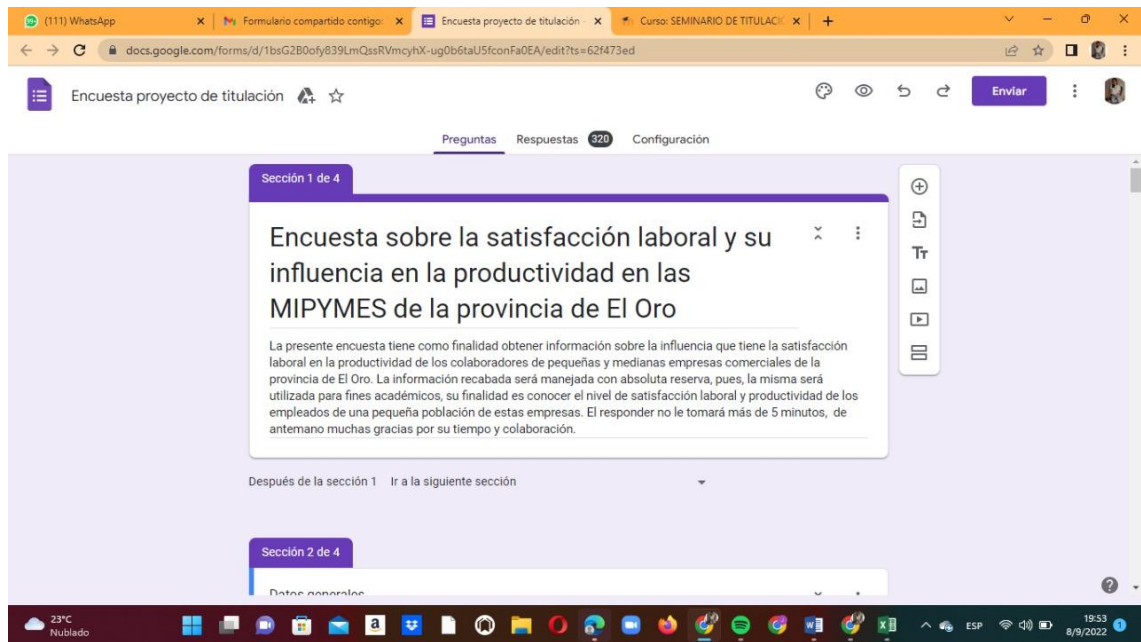 (111) WhatsApp
Formulario compartido contigo:
Encuesta proyecto de titulación -
Curso: SEMINARIO DE TITULACIÓ
docs.google.com/forms/d/1bsG2B0ofy839LmQssRVmcyhX-ug0b6taU5fconFa0EA/edit?ts=62f473ed
Encuesta proyecto de titulación
Enviar
Preguntas Respuestas 320 Configuración
Sección 1 de 4
Encuesta sobre la satisfacción laboral y su
influencia en la productividad en las
MIPYMES de la provincia de El Oro
La presente encuesta tiene como finalidad obtener información sobre la influencia que tiene la satisfacción
laboral en la productividad de los colaboradores de pequeñas y medianas empresas comerciales de la
provincia de El Oro. La información recabada será manejada con absoluta reserva, pues, la misma será
utilizada para fines académicos, su finalidad es conocer el nivel de satisfacción laboral y productividad de los
empleados de una pequeña población de estas empresas. El responder no le tomará más de 5 minutos, de
antemano muchas gracias por su tiempo y colaboración.
Después de la sección 1 Ir a la siguiente sección
Sección 2 de 4
Datos generales
23°C
Nublado
ESP
19:53
8/9/2022
1